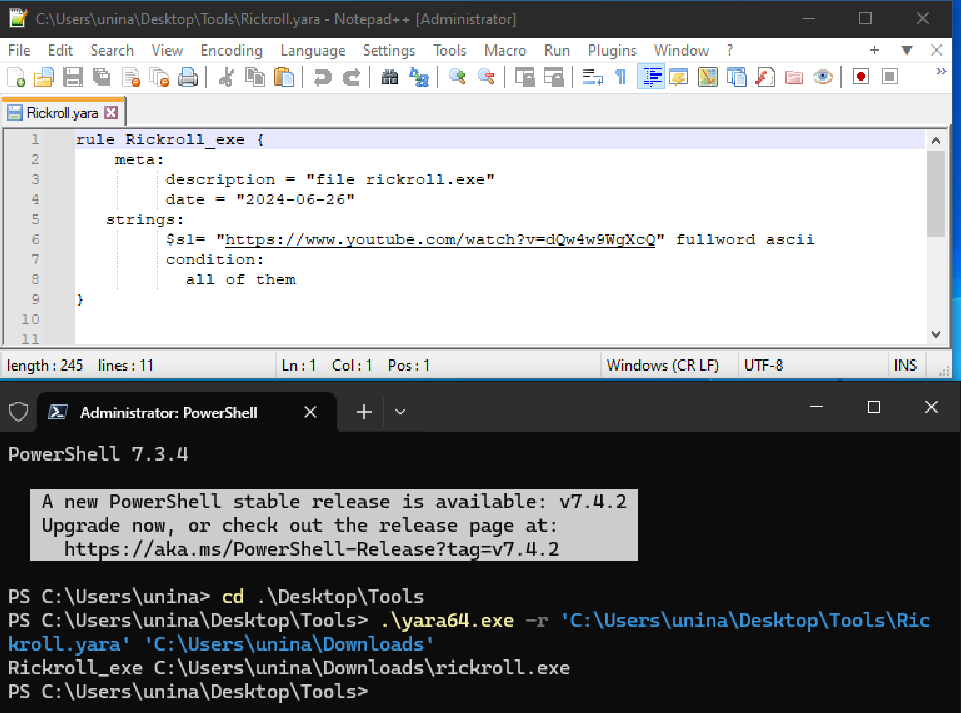 C:\Users\unina\Desktop\Tools\Rickroll.yara - Notepad++ [Administrator]
File Edit Search View Encoding Language Settings Tools Macro Run Plugins Window ?
Rickroll.yara
1 rule Rickroll_exe {
2 meta:
3 description = "file rickroll.exe"
4 date = "2024-06-26"
5 strings:
6 $s1= "https://www.youtube.com/watch?v=dQw4w9WgXcQ" fullword ascii
7 condition:
8 all of them
9 }
10
11
length : 245 lines : 11 Ln : 1 Col : 1 Pos : 1 Windows (CR LF) UTF-8 INS
Administrator: PowerShell
PowerShell 7.3.4
A new PowerShell stable release is available: v7.4.2
Upgrade now, or check out the release page at:
https://aka.ms/PowerShell-Release?tag=v7.4.2
PS C:\Users\unina> cd .\Desktop\Tools
PS C:\Users\unina\Desktop\Tools> .\yara64.exe -r 'C:\Users\unina\Desktop\Tools\Ric
kroll.yara' 'C:\Users\unina\Downloads'
Rickroll_exe C:\Users\unina\Downloads\rickroll.exe
PS C:\Users\unina\Desktop\Tools>